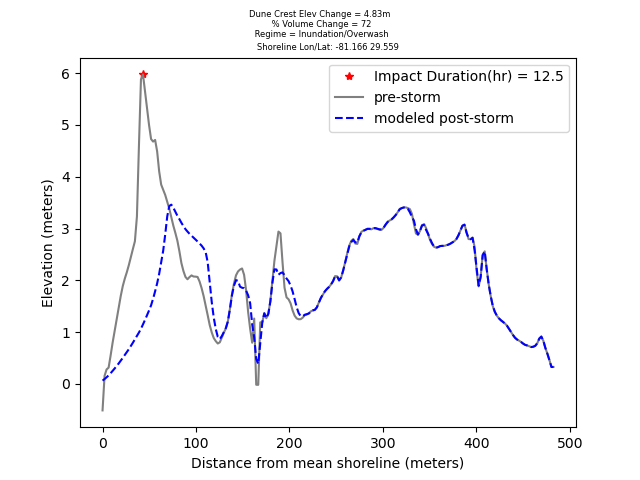 Dune Crest Elev Change = 4.83m
% Volume Change = 72
Regime = Inundation/Overwash
Shoreline Lon/Lat: -81.166 29.559
Impact Duration(hr) = 12.5
pre-storm
modeled post-storm
Elevation (meters)
6
5
4
3
2
1
0
0 100 200 300 400 500
Distance from mean shoreline (meters)